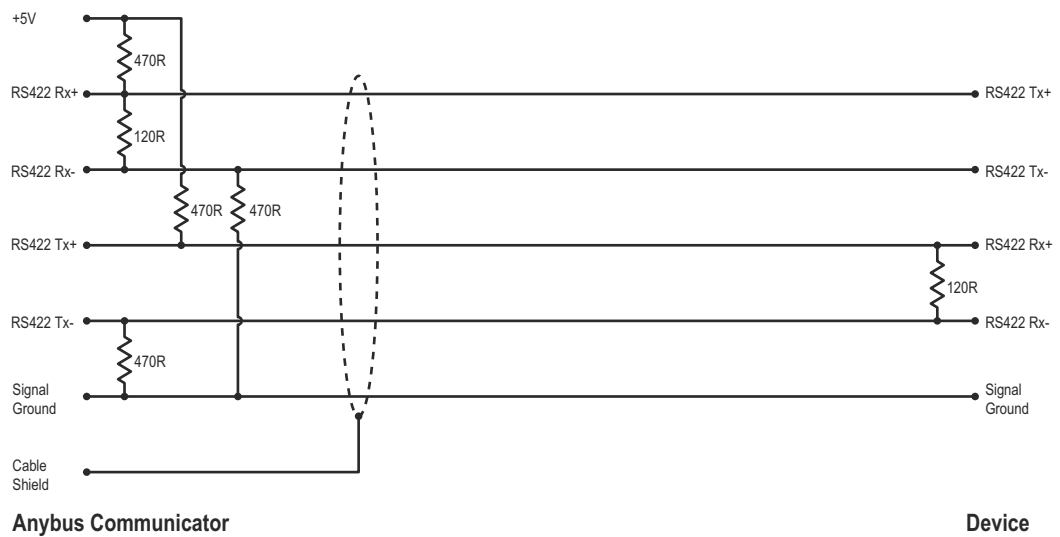 +5V
470R
RS422 Rx+
RS422 Tx+
120R
RS422 Rx-
RS422 Tx-
470R
470R
RS422 Tx+
RS422 Rx+
120R
RS422 Tx-
RS422 Rx-
470R
Signal
Ground
Signal
Ground
Cable
Shield
Anybus Communicator
Device